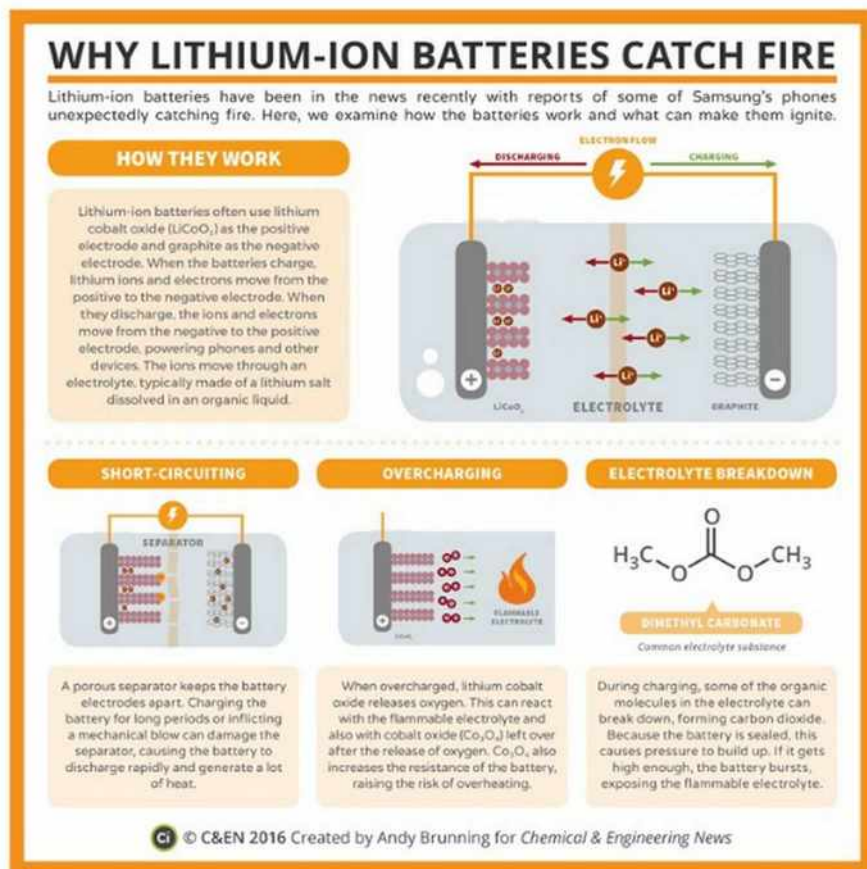 WHY LITHIUM-ION BATTERIES CATCH FIRE
Lithium-ion batteries have been in the news recently with reports of some of Samsung's phones
unexpectedly catching fire. Here, we examine how the batteries work and what can make them ignite.
HOW THEY WORK
Lithium-ion batteries often use lithium
cobalt oxide (LiCoO₂) as the positive
electrode and graphite as the negative
electrode. When the batteries charge,
lithium ions and electrons move from the
positive to the negative electrode. When
they discharge, the ions and electrons
move from the negative to the positive
electrode, powering phones and other
devices. The ions move through an
electrolyte, typically made of a lithium salt
dissolved in an organic liquid.
ELECTRON FLOW
DISCHARGING
CHARGING
Li⁺
Li⁺
Li⁺
Li⁺
Li⁺
+
−
LiCoO₂
ELECTROLYTE
GRAPHITE
SHORT-CIRCUITING
SEPARATOR
+
−
A porous separator keeps the battery
electrodes apart. Charging the
battery for long periods or inflicting
a mechanical blow can damage the
separator, causing the battery to
discharge rapidly and generate a lot
of heat.
OVERCHARGING
+
FLAMMABLE
ELECTROLYTE
When overcharged, lithium cobalt
oxide releases oxygen. This can react
with the flammable electrolyte and
also with cobalt oxide (Co₃O₄) left over
after the release of oxygen. Co₃O₄ also
increases the resistance of the battery,
raising the risk of overheating.
ELECTROLYTE BREAKDOWN
O
H₃C O O CH₃
DIMETHYL CARBONATE
Common electrolyte substance
During charging, some of the organic
molecules in the electrolyte can
break down, forming carbon dioxide.
Because the battery is sealed, this
causes pressure to build up. If it gets
high enough, the battery bursts,
exposing the flammable electrolyte.
Ci © C&EN 2016 Created by Andy Brunning for Chemical & Engineering News